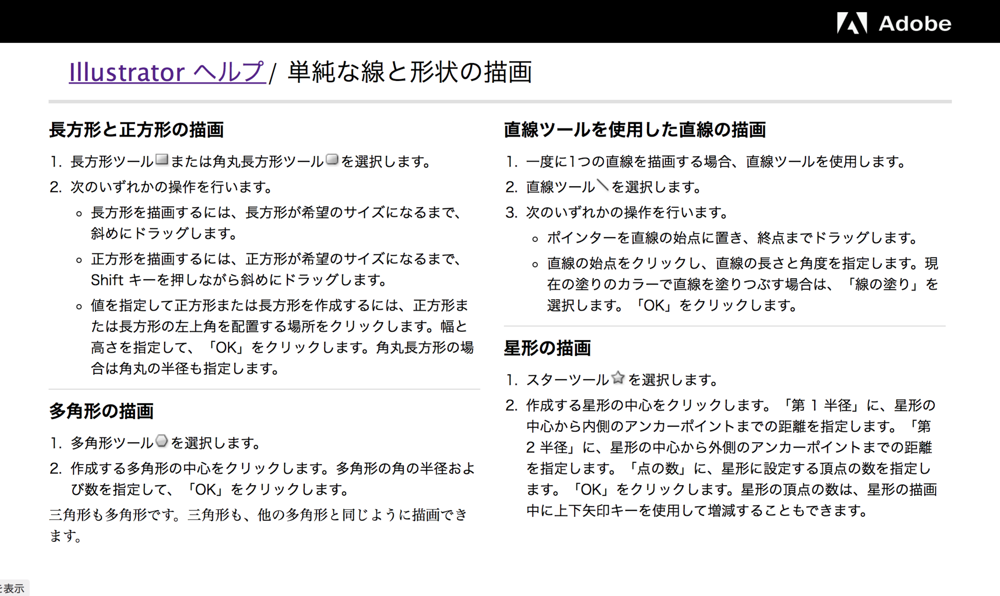 Adobe
Illustrator ヘルプ/ 単純な線と形状の描画
長方形と正方形の描画
1. 長方形ツールまたは角丸長方形ツールを選択します。
2. 次のいずれかの操作を行います。
長方形を描画するには、長方形が希望のサイズになるまで、
斜めにドラッグします。
正方形を描画するには、正方形が希望のサイズになるまで、
Shift キーを押しながら斜めにドラッグします。
値を指定して正方形または長方形を作成するには、正方形ま
たは長方形の左上角を配置する場所をクリックします。幅と
高さを指定して、「OK」をクリックします。角丸長方形の場
合は角丸の半径も指定します。
多角形の描画
1. 多角形ツールを選択します。
2. 作成する多角形の中心をクリックします。多角形の角の半径およ
び数を指定して、「OK」をクリックします。
三角形も多角形です。三角形も、他の多角形と同じように描画でき
ます。
直線ツールを使用した直線の描画
1. 一度に1つの直線を描画する場合、直線ツールを使用します。
2. 直線ツールを選択します。
3. 次のいずれかの操作を行います。
ポインターを直線の始点に置き、終点までドラッグします。
直線の始点をクリックし、直線の長さと角度を指定します。現
在の塗りのカラーで直線を塗りつぶす場合は、「線の塗り」を
選択します。「OK」をクリックします。
星形の描画
1. スターツールを選択します。
2. 作成する星形の中心をクリックします。「第 1 半径」に、星形の
中心から内側のアンカーポイントまでの距離を指定します。「第
2 半径」に、星形の中心から外側のアンカーポイントまでの距離
を指定します。「点の数」に、星形に設定する頂点の数を指定し
ます。「OK」をクリックします。星形の頂点の数は、星形の描画
中に上下矢印キーを使用して増減することもできます。
を表示